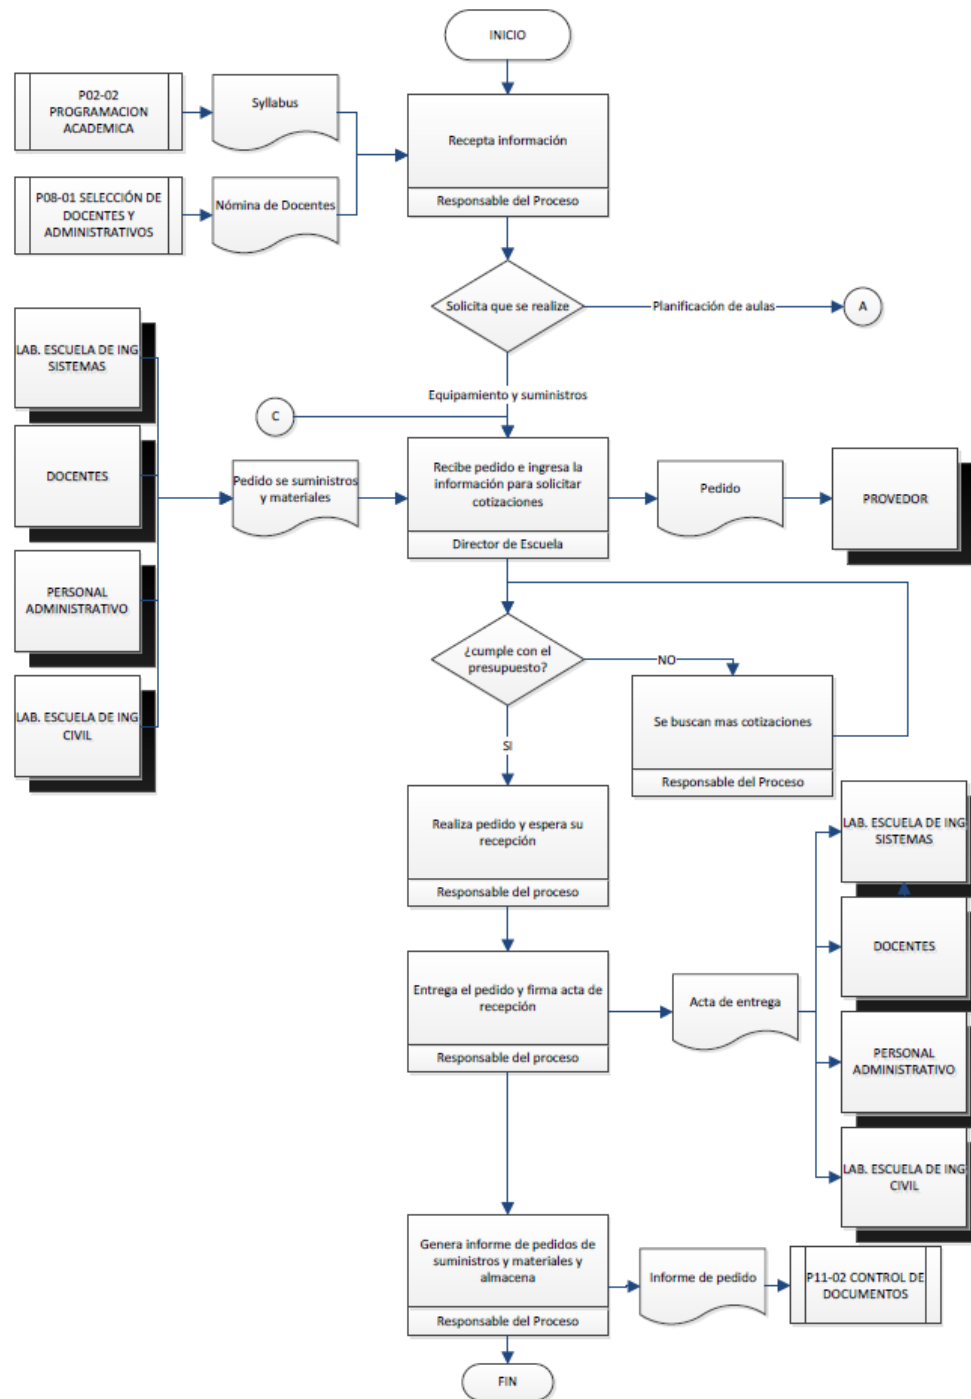 INICIO
P02-02
PROGRAMACION
ACADEMICA
Syllabus
Recepta información
Responsable del Proceso
P08-01 SELECCIÓN DE
DOCENTES Y
ADMINISTRATIVOS
Nómina de Docentes
Solicita que se realize
Planificación de aulas
A
LAB. ESCUELA DE ING
SISTEMAS
Equipamiento y suministros
C
DOCENTES
Pedido se suministros
y materiales
Recibe pedido e ingresa la
información para solicitar
cotizaciones
Director de Escuela
Pedido
PROVEDOR
PERSONAL
ADMINISTRATIVO
¿cumple con el
presupuesto?
NO
LAB. ESCUELA DE ING
CIVIL
Se buscan mas cotizaciones
Responsable del Proceso
SI
Realiza pedido y espera su
recepción
Responsable del proceso
LAB. ESCUELA DE ING
SISTEMAS
DOCENTES
Entrega el pedido y firma acta de
recepción
Responsable del proceso
Acta de entrega
PERSONAL
ADMINISTRATIVO
LAB. ESCUELA DE ING
CIVIL
Genera informe de pedidos de
suministros y materiales y
almacena
Responsable del Proceso
Informe de pedido
P11-02 CONTROL DE
DOCUMENTOS
FIN